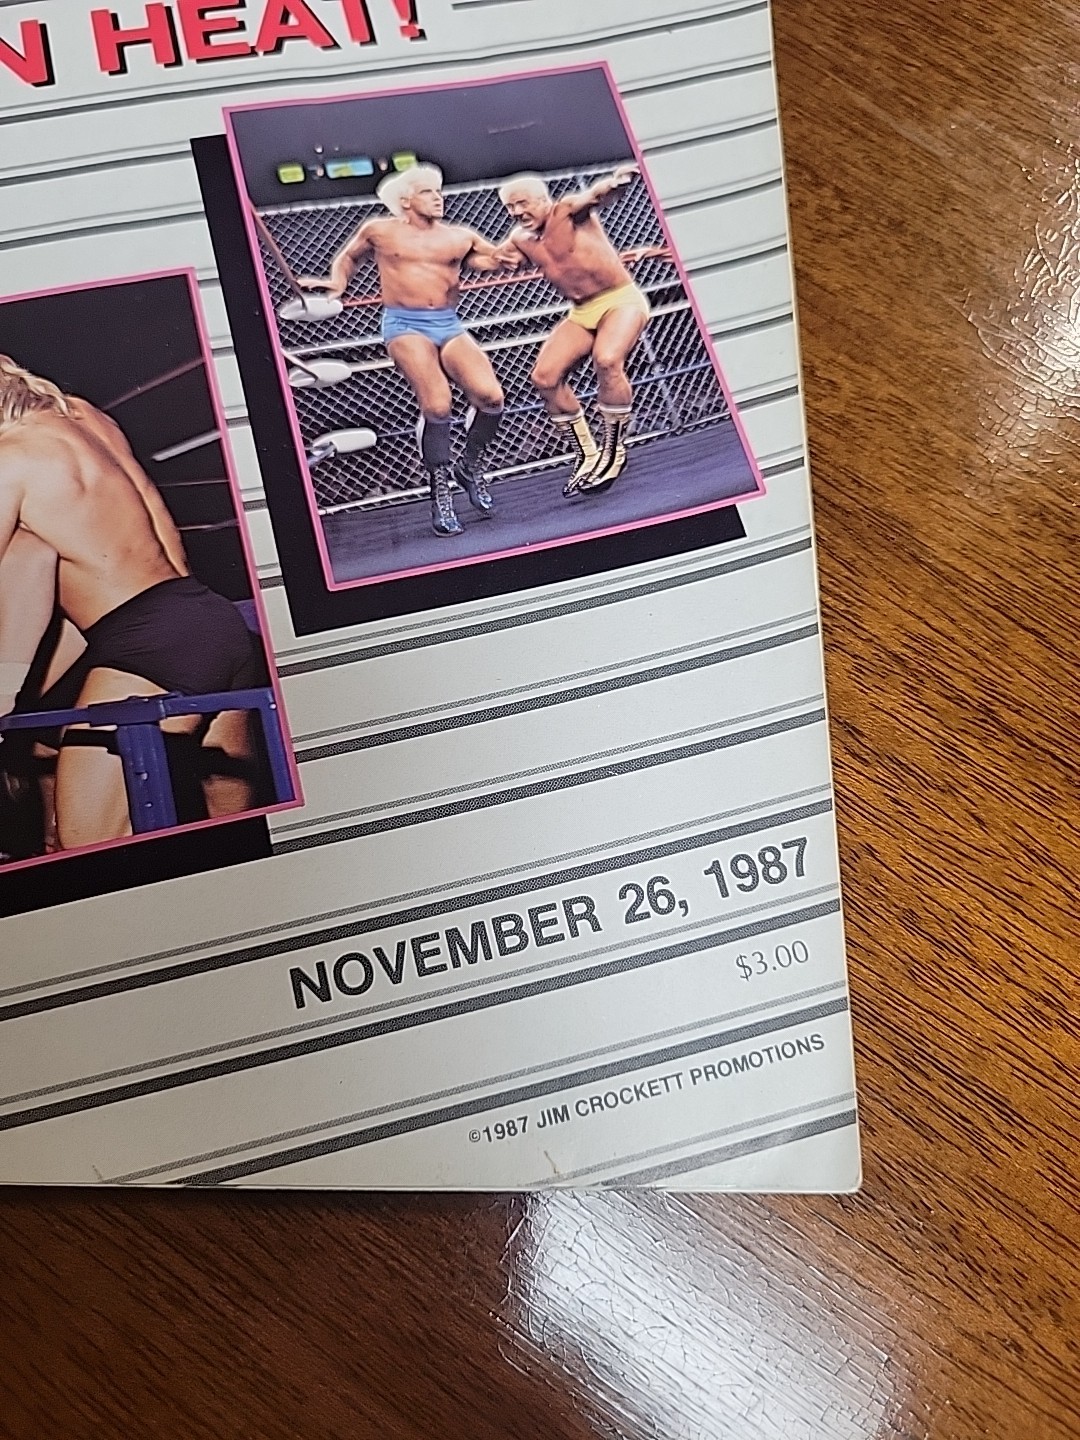 N HEAT!
NOVEMBER 26, 1987
$3.00
©1987 JIM CROCKETT PROMOTIONS